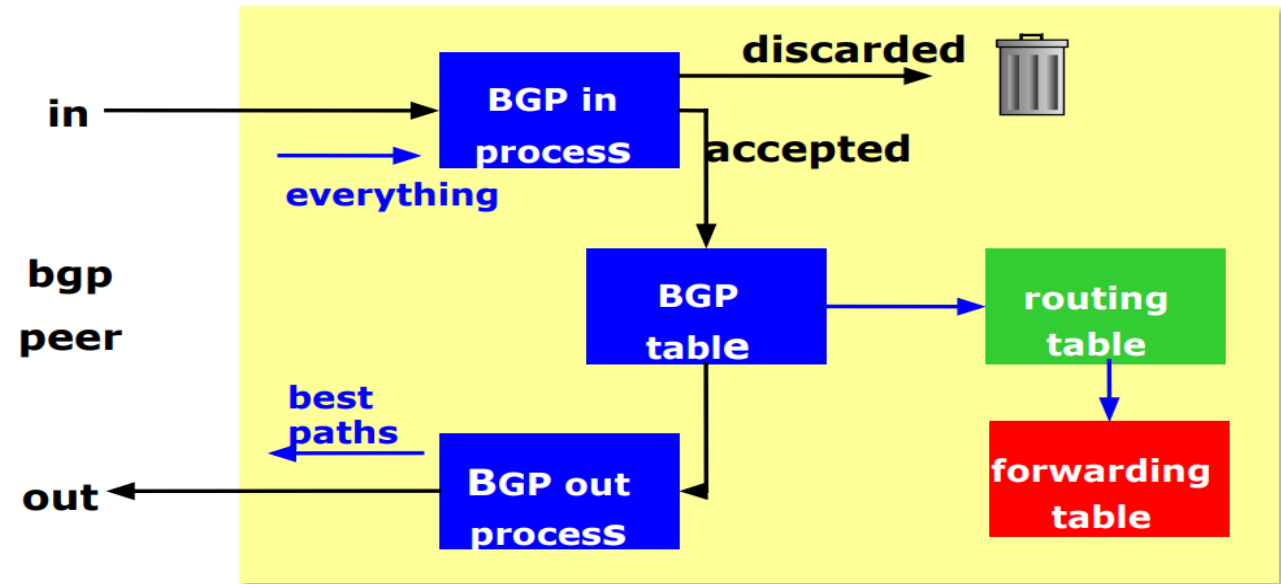 discarded
BGP in
process
in
accepted
everything
bgp
peer
BGP
table
routing
table
best
paths
forwarding
table
out
BGP out
process